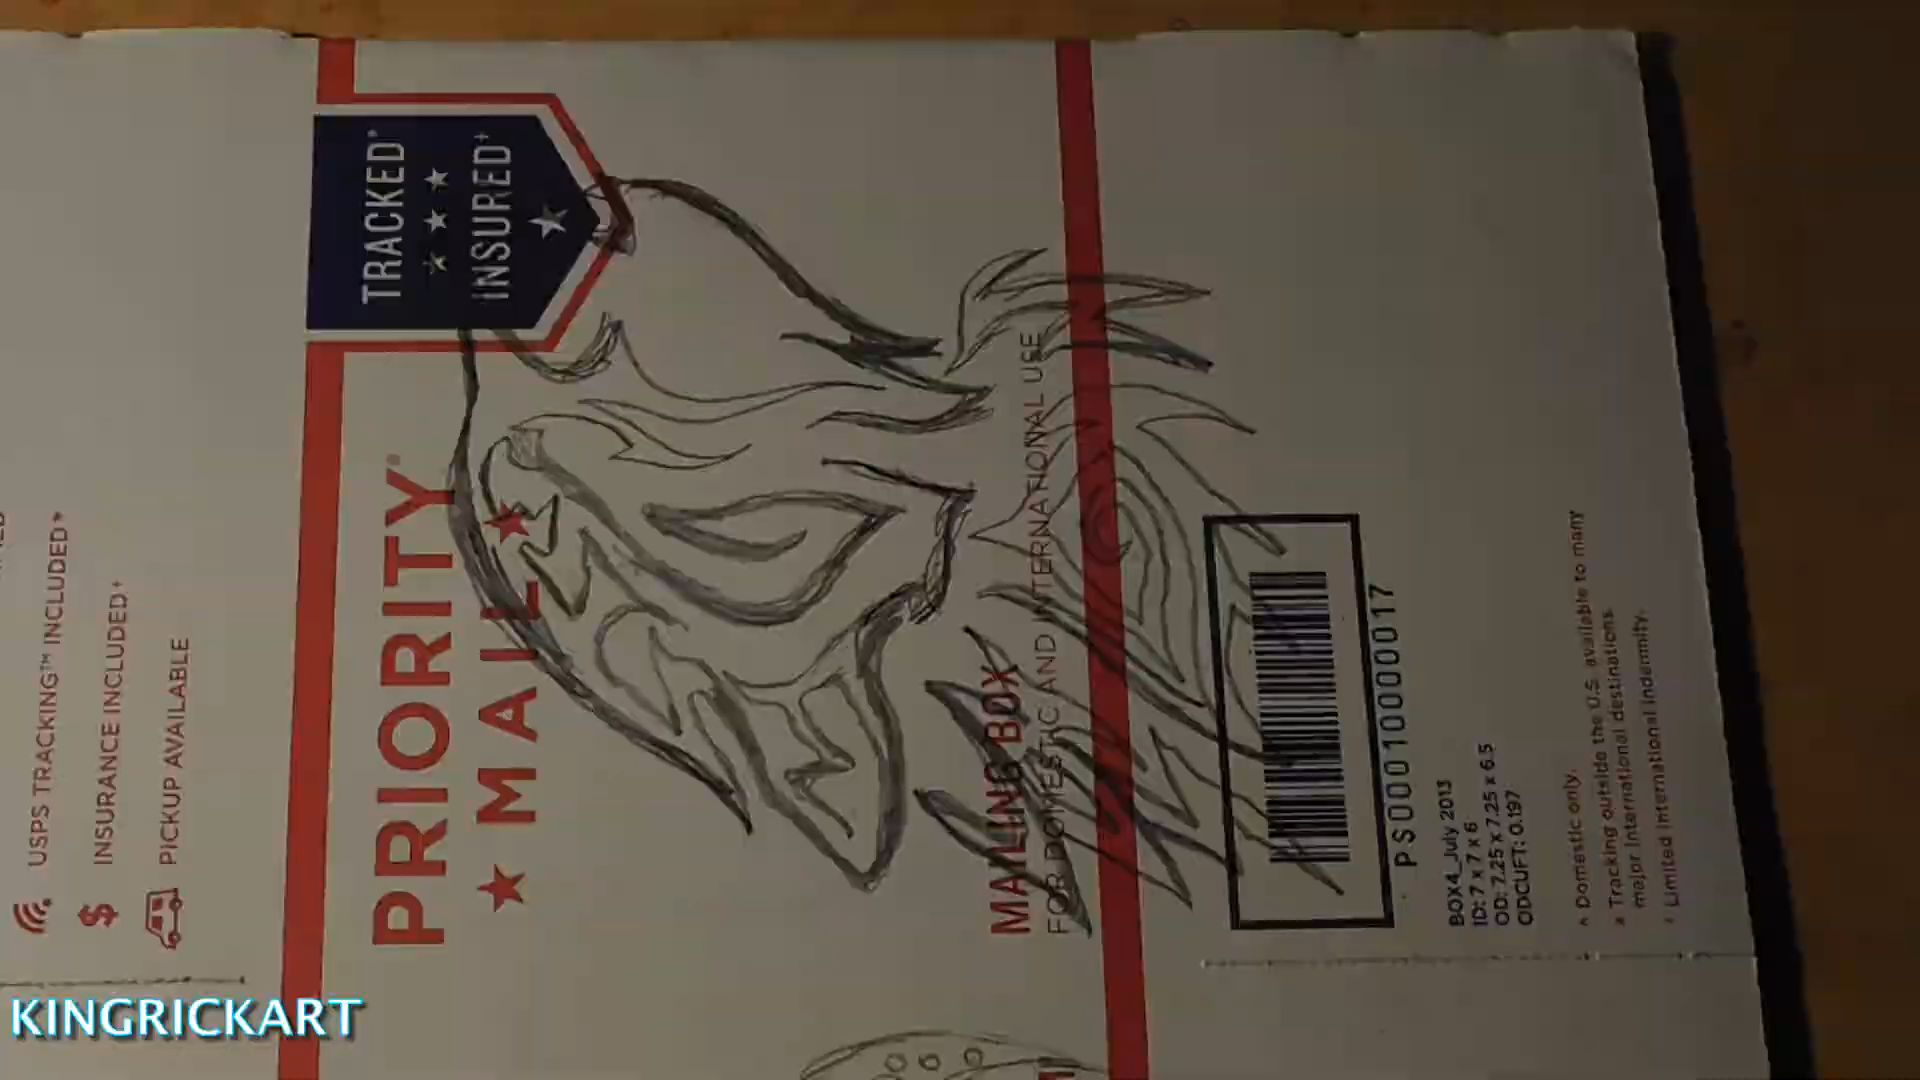 USPS TRACKING™ INCLUDED*
$ INSURANCE INCLUDED+
PICKUP AVAILABLE
TRACKED*
★ ★ ★
INSURED+
★
PRIORITY®
★ MAIL ★
MAILING BOX
FOR DOMESTIC AND INTERNATIONAL USE
PS00010000017
BOX4_July 2013
ID: 7 x 7 x 6
OD: 7.25 x 7.25 x 6.5
ODCUFT: 0.197
^ Domestic only.
Tracking outside the U.S. available to many
major International destinations.
Limited international indemnity.
KINGRICKART